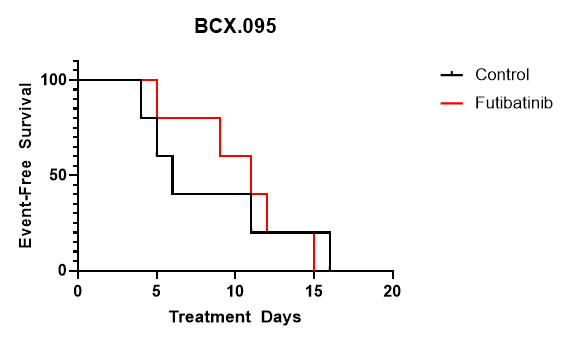 BCX.095
Control
Futibatinib
Event-Free Survival
100
50
0
0 5 10 15 20
Treatment Days